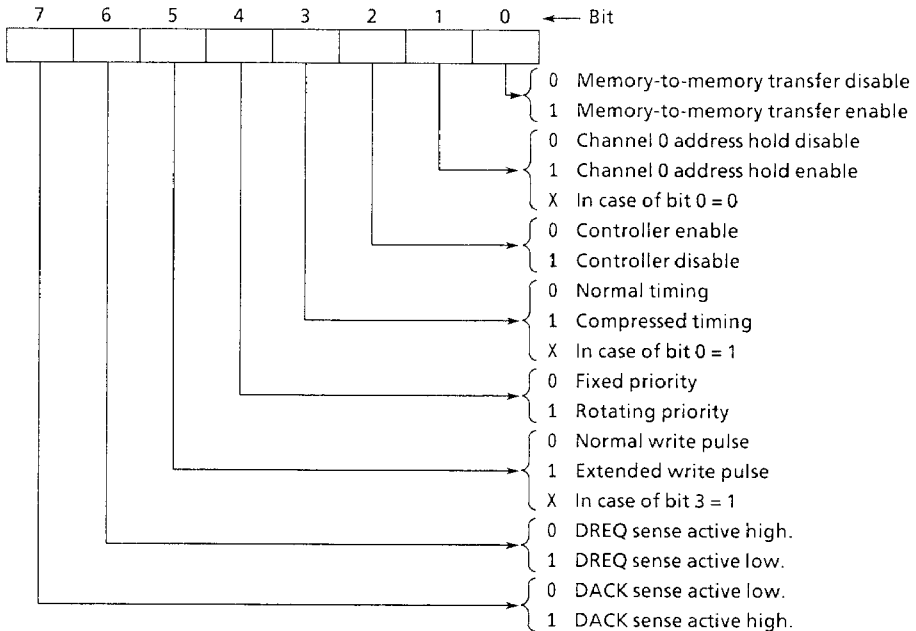 7 6 5 4 3 2 1 0 Bit
0 Memory-to-memory transfer disable
1 Memory-to-memory transfer enable
0 Channel 0 address hold disable
1 Channel 0 address hold enable
X In case of bit 0 = 0
0 Controller enable
1 Controller disable
0 Normal timing
1 Compressed timing
X In case of bit 0 = 1
0 Fixed priority
1 Rotating priority
0 Normal write pulse
1 Extended write pulse
X In case of bit 3 = 1
0 DREQ sense active high.
1 DREQ sense active low.
0 DACK sense active low.
1 DACK sense active high.